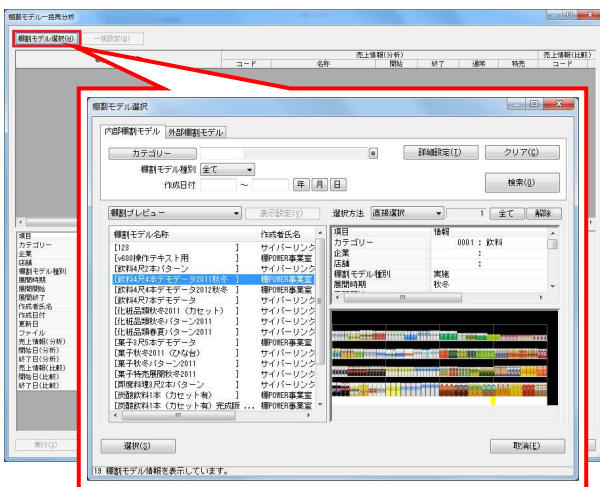 棚割モデル一括再分析
棚割モデル選択(H) 一括設定(U)
売上情報(分析) 売上情報(比較)
コード 名称 開始 終了 通常 特売 コード
項目
カテゴリー
企業
店舗
棚割モデル種別
展開時期
展開開始
展開終了
作成者氏名
作成日付
更新日
ファイル
売上情報(分析)
開始日(分析)
終了日(分析)
売上情報(比較)
開始日(比較)
終了日(比較)
実行(S)
棚割モデル選択
内部棚割モデル 外部棚割モデル
カテゴリー * 詳細設定(I) クリア(C)
棚割モデル種別 全て
作成日付 ～ 年 月 日 検索(Q)
棚割プレビュー 表示設定(V) 選択方法 直接選択 1 全て 解除
棚割モデル名称 作成者氏名
[123 ] サイバーリンク
[v600操作テキスト用 ] 棚POWER事業室
[飲料4尺2本パターン ] サイバーリンク
[飲料4尺4本デモデータ2011秋冬 ] 棚POWER事業室
[飲料4尺4本デモデータ2012秋冬 ] 棚POWER事業室
[飲料4尺7本デモデータ ] サイバーリンク
[化粧品類秋冬2011（カセット） ] サイバーリンク
[化粧品類秋冬パターン2011 ] サイバーリンク
[化粧品類春夏パターン2011 ] サイバーリンク
[菓子3尺5本デモデータ ] 棚POWER事業室
[菓子秋冬2011（ひな台） ] サイバーリンク
[菓子秋冬パターン2011 ] サイバーリンク
[菓子特売展開秋冬2011 ] サイバーリンク
[即席料理3尺2本パターン ] サイバーリンク
[炭酸飲料1本（カセット有） ] 棚POWER事業室
[炭酸飲料1本（カセット有）完成版 ... 棚POWER事業室
項目 情報
カテゴリー 0001 : 飲料
企業 :
店舗 :
棚割モデル種別 実施
展開時期 秋冬
選択(S) 取消(E)
19 棚割モデル情報を表示しています。